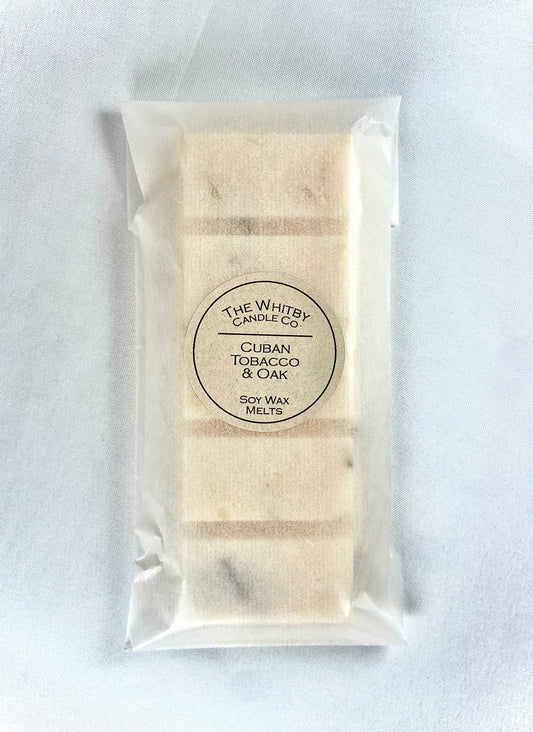 The Whitby
Candle Co
Cuban
Tobacco
& Oak
Soy Wax
Melts